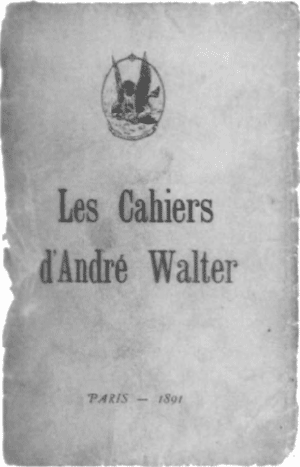 Les Cahiers
d'André Walter
PARIS — 1891